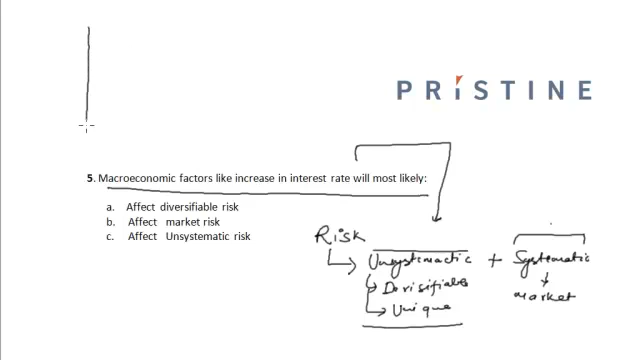 PRISTINE
5. Macroeconomic factors like increase in interest rate will most likely:
a. Affect diversifiable risk
b. Affect market risk
c. Affect Unsystematic risk
Risk
Unsystematic + Systematic
Market
Unique